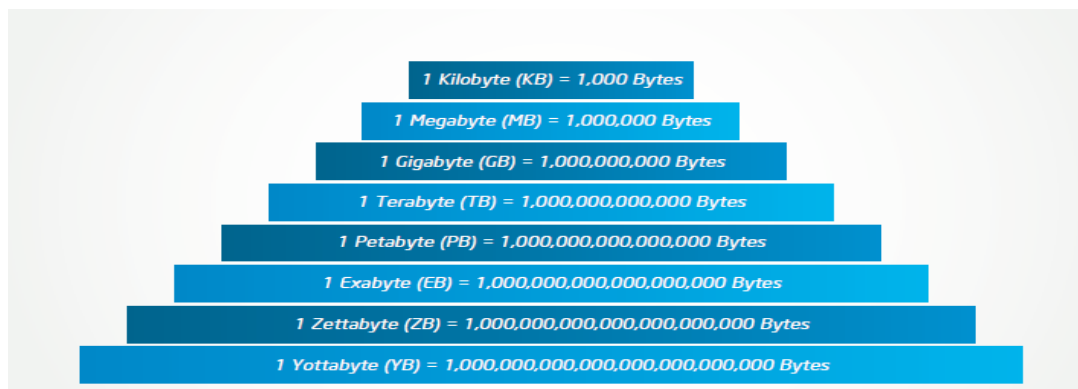 1 Kilobyte (KB) = 1,000 Bytes
1 Megabyte (MB) = 1,000,000 Bytes
1 Gigabyte (GB) = 1,000,000,000 Bytes
1 Terabyte (TB) = 1,000,000,000,000 Bytes
1 Petabyte (PB) = 1,000,000,000,000,000 Bytes
1 Exabyte (EB) = 1,000,000,000,000,000,000 Bytes
1 Zettabyte (ZB) = 1,000,000,000,000,000,000,000 Bytes
1 Yottabyte (YB) = 1,000,000,000,000,000,000,000,000 Bytes